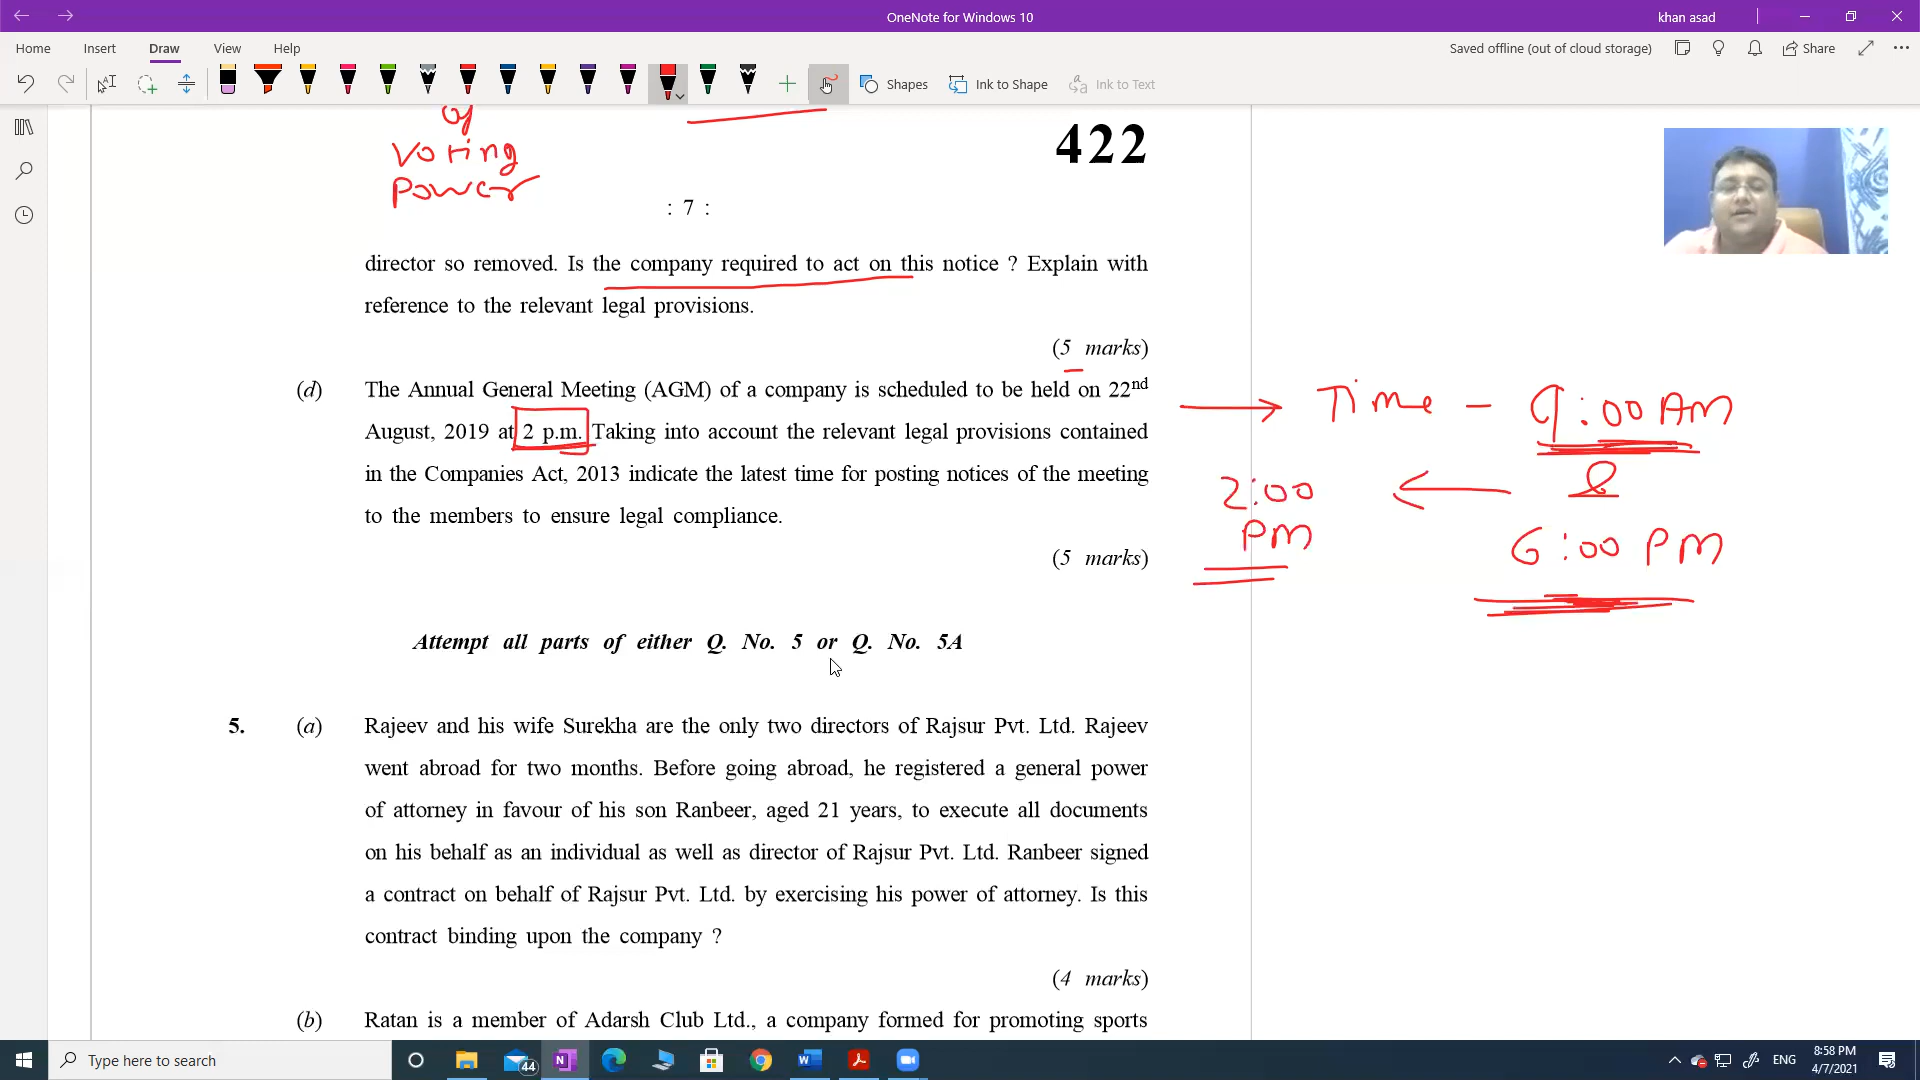 OneNote for Windows 10
khan asad
Home Insert Draw View Help
Saved offline (out of cloud storage)
Share
Shapes
Ink to Shape
Ink to Text
of
Voting
Power
422
: 7 :
director so removed. Is the company required to act on this notice ? Explain with
reference to the relevant legal provisions.
(5 marks)
(d) The Annual General Meeting (AGM) of a company is scheduled to be held on 22nd
August, 2019 at 2 p.m. Taking into account the relevant legal provisions contained
in the Companies Act, 2013 indicate the latest time for posting notices of the meeting
to the members to ensure legal compliance.
(5 marks)
Time - 9:00 AM
&
6:00 PM
2:00
PM
Attempt all parts of either Q. No. 5 or Q. No. 5A
5. (a) Rajeev and his wife Surekha are the only two directors of Rajsur Pvt. Ltd. Rajeev
went abroad for two months. Before going abroad, he registered a general power
of attorney in favour of his son Ranbeer, aged 21 years, to execute all documents
on his behalf as an individual as well as director of Rajsur Pvt. Ltd. Ranbeer signed
a contract on behalf of Rajsur Pvt. Ltd. by exercising his power of attorney. Is this
contract binding upon the company ?
(4 marks)
(b) Ratan is a member of Adarsh Club Ltd., a company formed for promoting sports
Type here to search
44
ENG
8:58 PM
4/7/2021